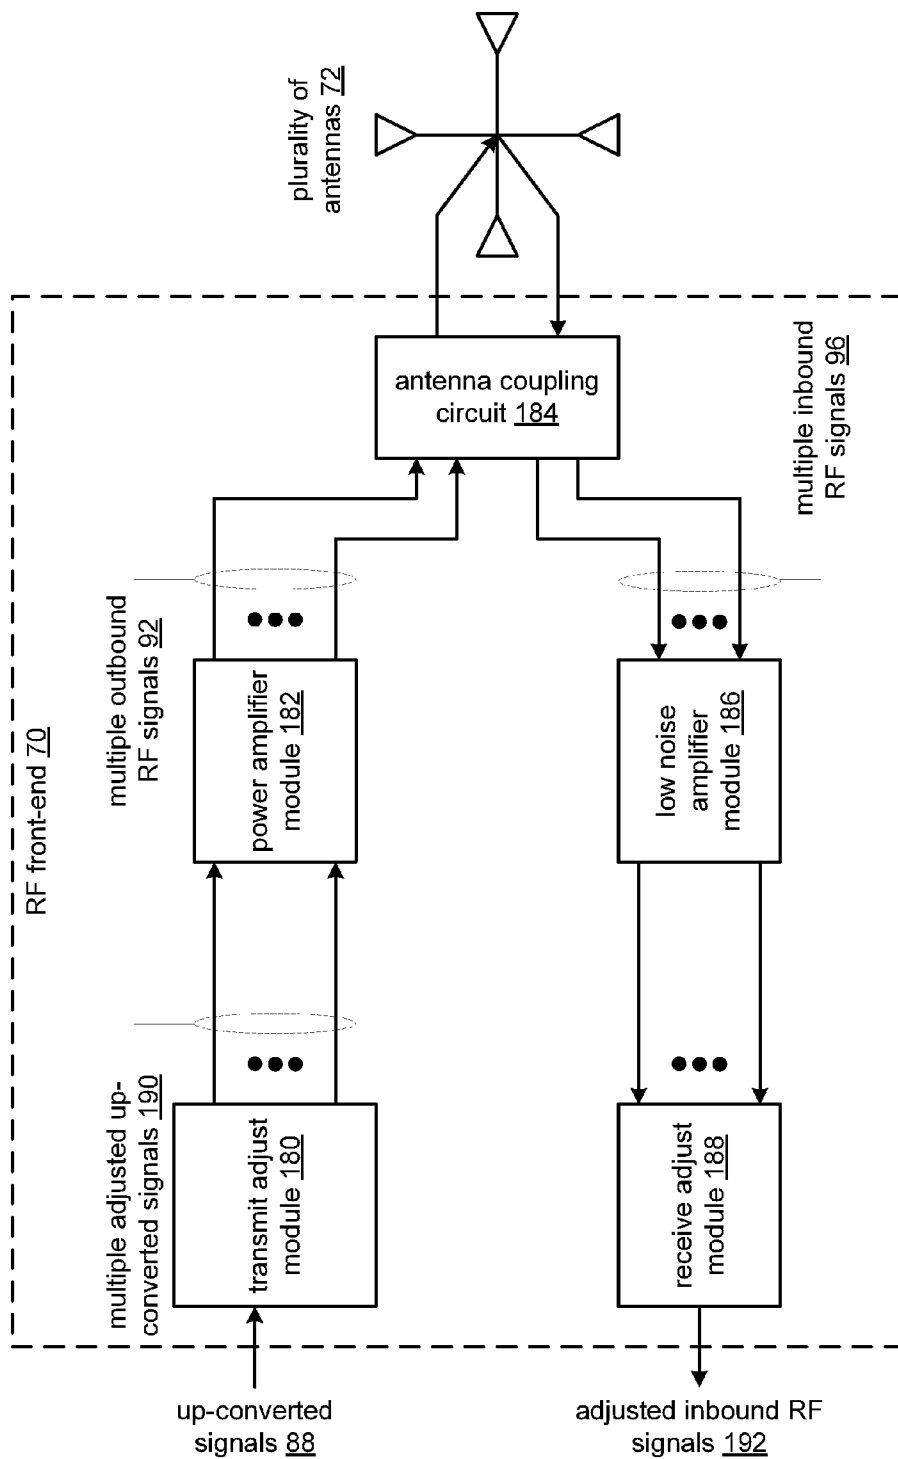 plurality of
antennas 72
antenna coupling
circuit 184
multiple inbound
RF signals 96
multiple outbound
RF signals 92
RF front-end 70
power amplifier
module 182
low noise
amplifier
module 186
multiple adjusted up-
converted signals 190
transmit adjust
module 180
receive adjust
module 188
up-converted
signals 88
adjusted inbound RF
signals 192